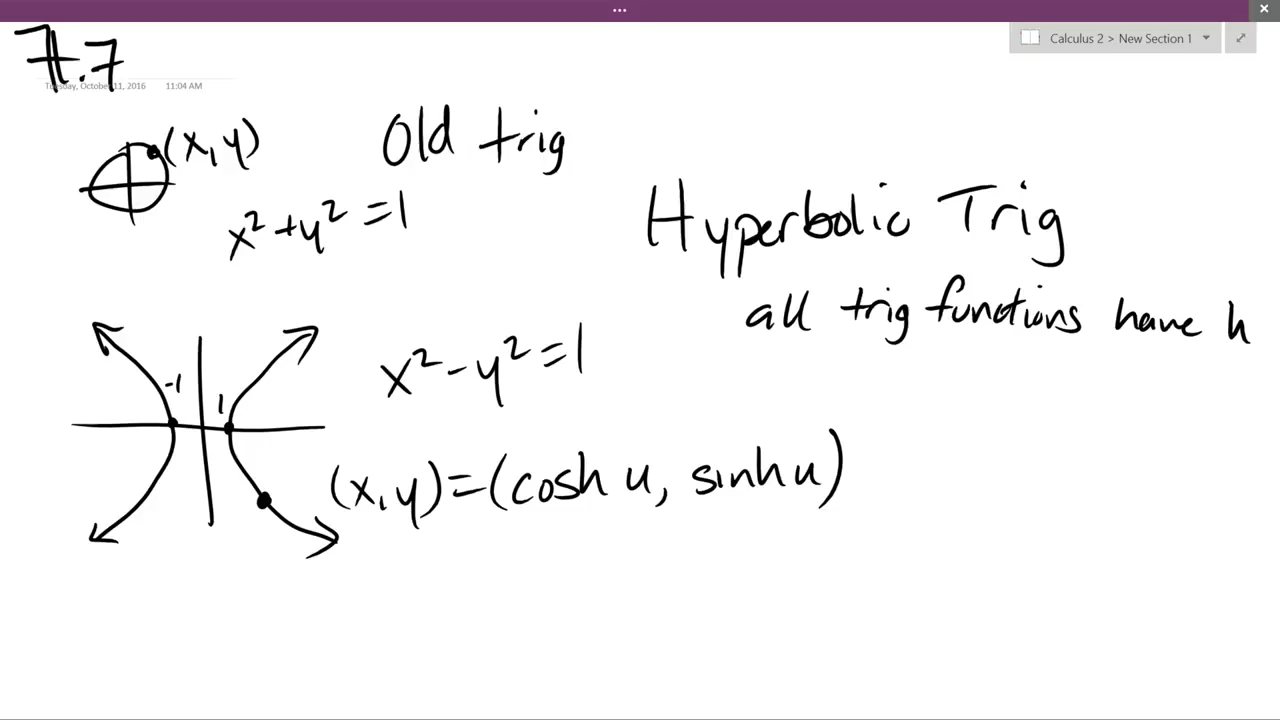 ...
Calculus 2 > New Section 1
7.7
Tuesday, October 11, 2016 11:04 AM
(x, y)
Old trig
x² + y² = 1
Hyperbolic Trig
all trig functions have h
-1
1
x² - y² = 1
(x, y) = (cosh u, sinh u)